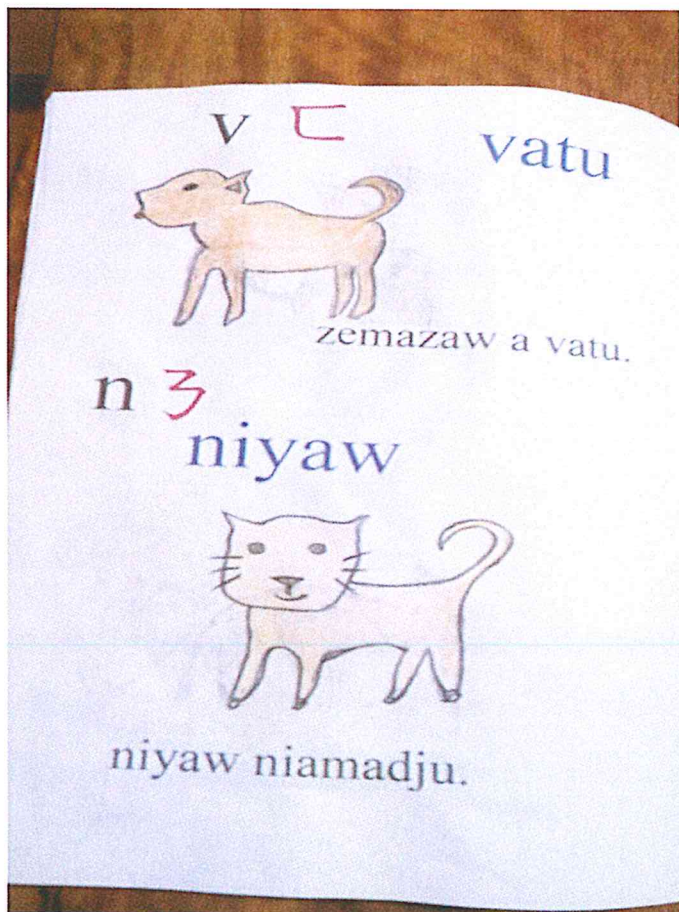 v ㄈ vatu
zemazaw a vatu.
n ㄋ
niyaw
niyaw niamadju.